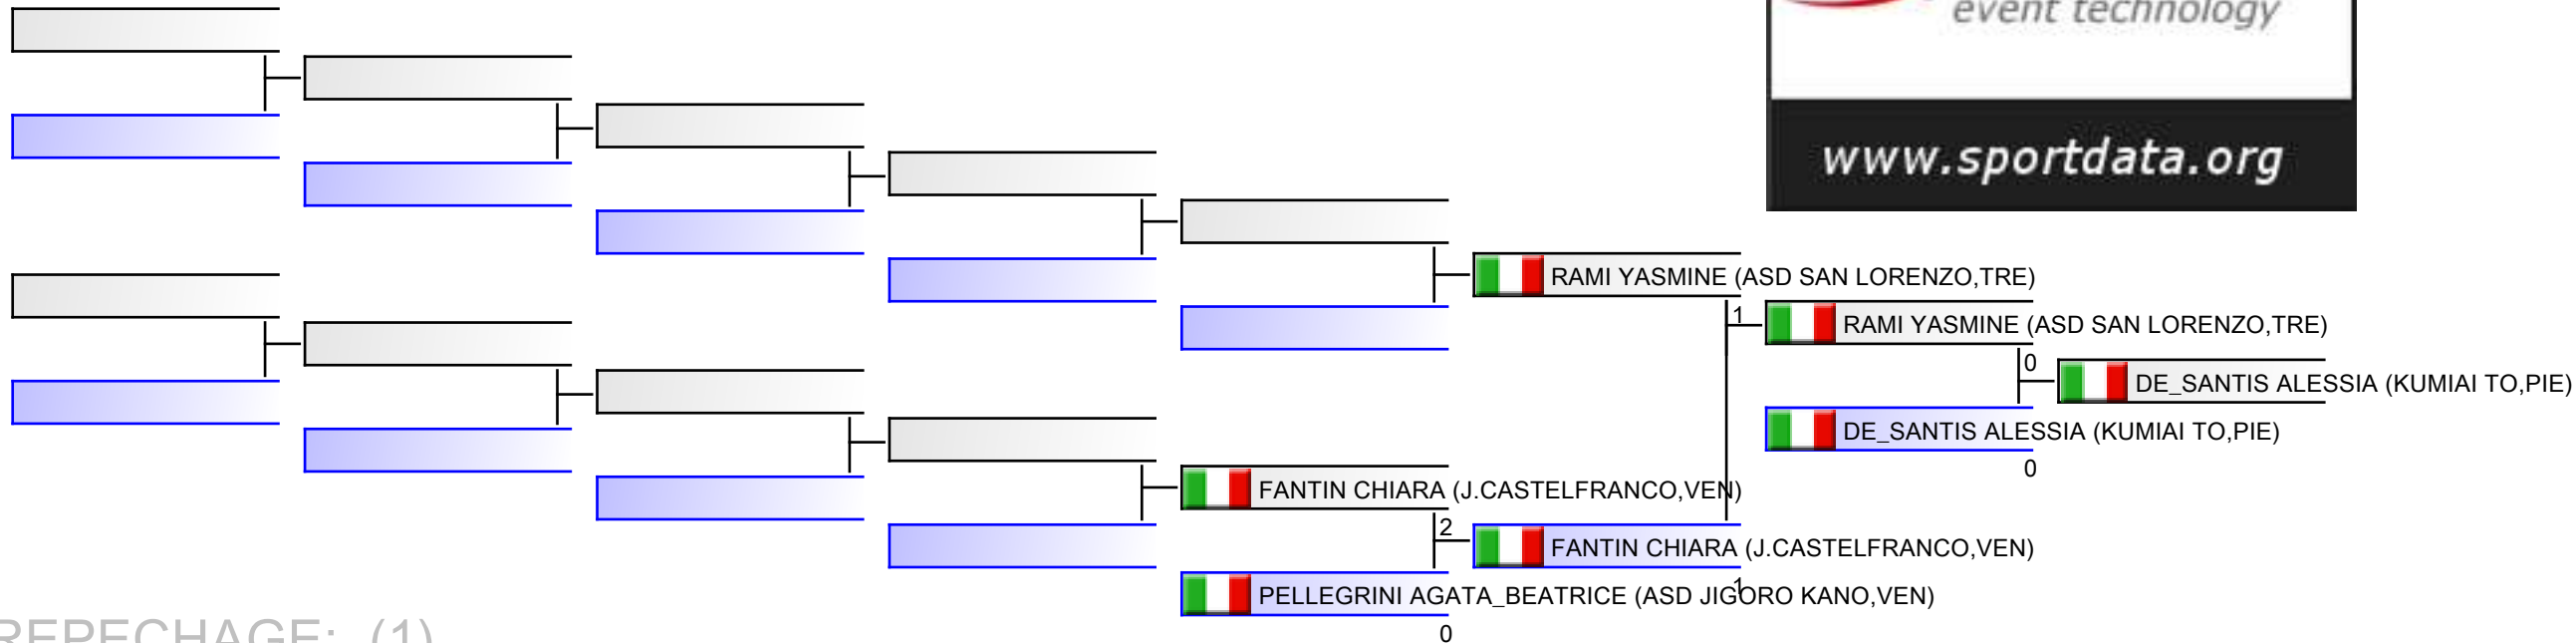 event technology
www.sportdata.org
RAMI YASMINE (ASD SAN LORENZO,TRE)
1
RAMI YASMINE (ASD SAN LORENZO,TRE)
0
DE_SANTIS ALESSIA (KUMIAI TO,PIE)
DE_SANTIS ALESSIA (KUMIAI TO,PIE)
0
FANTIN CHIARA (J.CASTELFRANCO,VEN)
2
FANTIN CHIARA (J.CASTELFRANCO,VEN)
1
PELLEGRINI AGATA_BEATRICE (ASD JIGORO KANO,VEN)
0
REPECHAGE: (1)